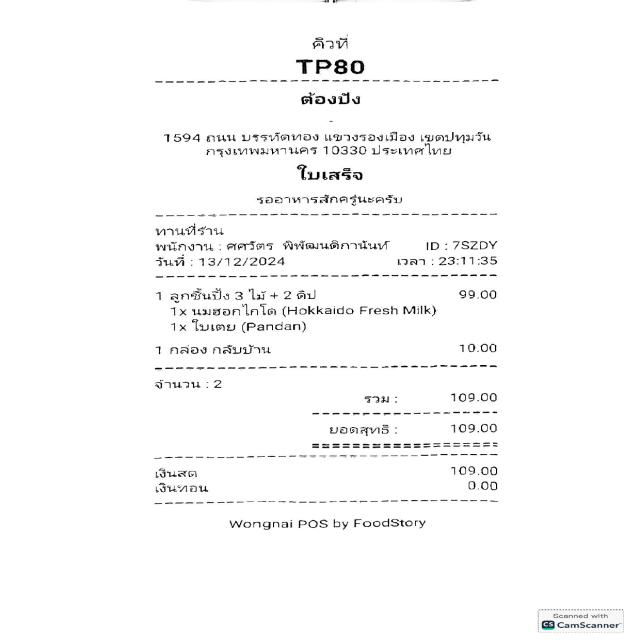 คิวที่
TP80
ต้องปัง
-
1594 ถนน บรรทัดทอง แขวงรองเมือง เขตปทุมวัน
กรุงเทพมหานคร 10330 ประเทศไทย
ใบเสร็จ
รออาหารสักครู่นะครับ
ทานที่ร้าน
พนักงาน : ศศวัตร พิพัฒนดิกานันท์ ID : 7SZDY
วันที่ : 13/12/2024 เวลา : 23:11:35
1 ลูกชิ้นปิ้ง 3 ไม้ + 2 ดิป 99.00
1x นมฮอกไกโด (Hokkaido Fresh Milk)
1x ใบเตย (Pandan)
1 กล่อง กลับบ้าน 10.00
จำนวน : 2
รวม : 109.00
ยอดสุทธิ : 109.00
เงินสด 109.00
เงินทอน 0.00
Wongnai POS by FoodStory
Scanned with
CS CamScanner